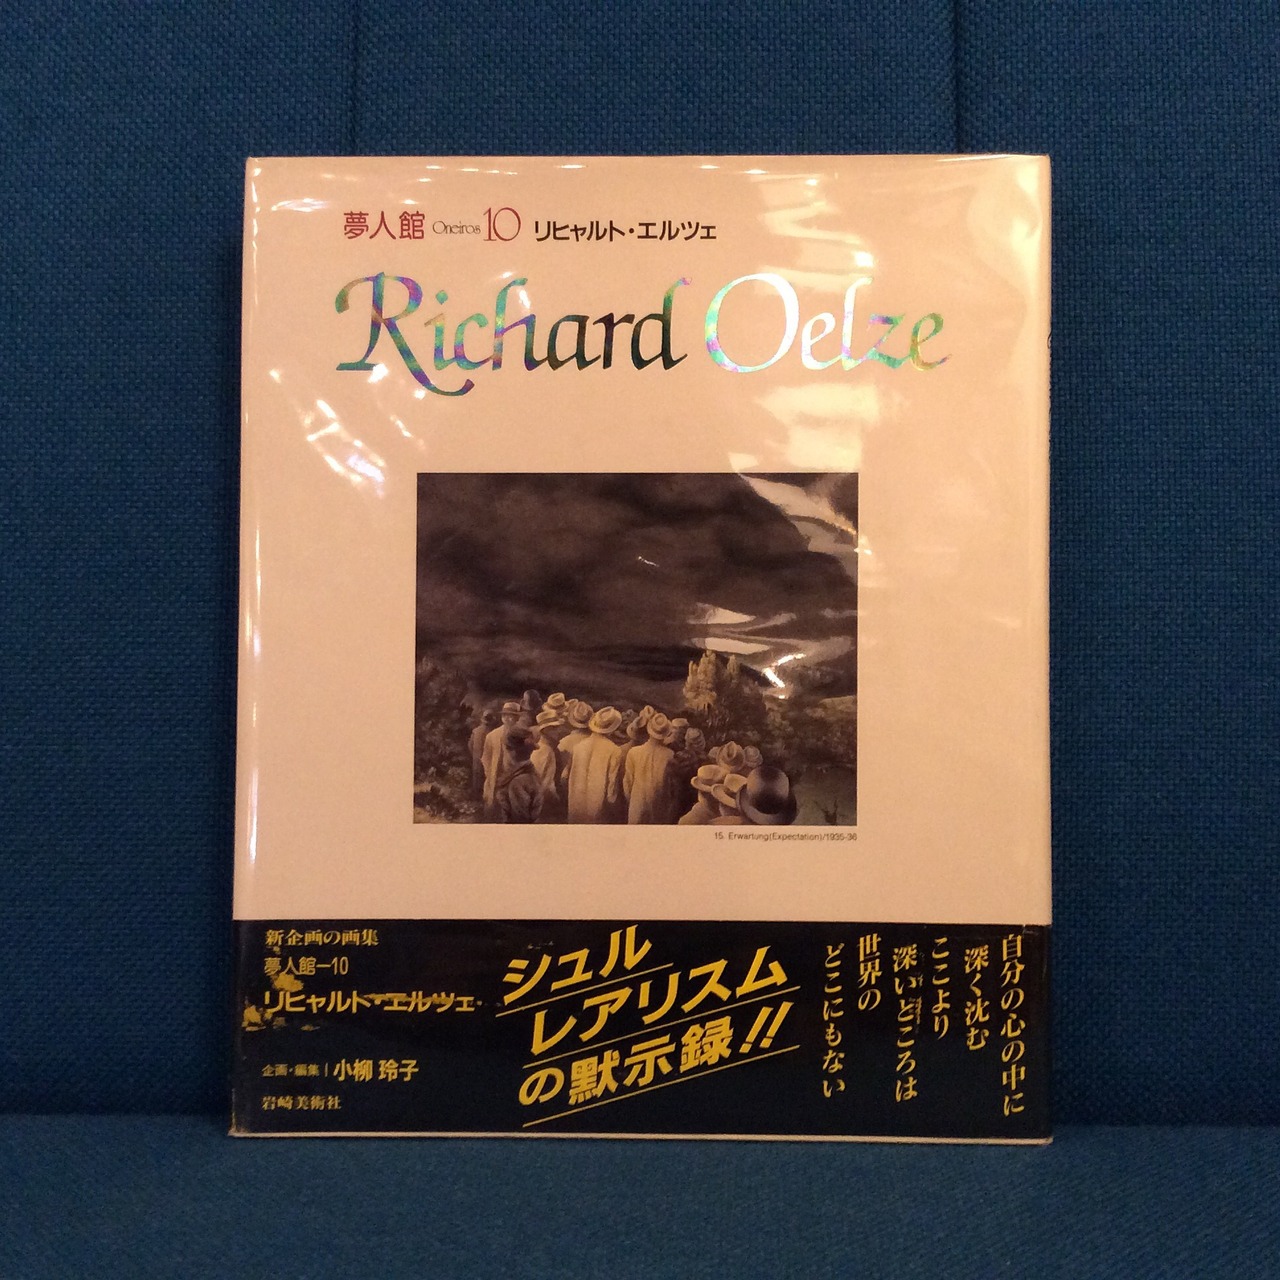 夢人館 Oneiros 10 リヒャルト・エルツェ
Richard Oelze
15. Erwartung(Expectation)/1935-36
新企画の画集
夢人館—10
リヒャルト・エルツェ
企画・編集 | 小柳 玲子
岩崎美術社
シュル
レアリスム
の黙示録!!
自分の心の中に
深く沈む
ここより
深いところは
世界の
どこにもない